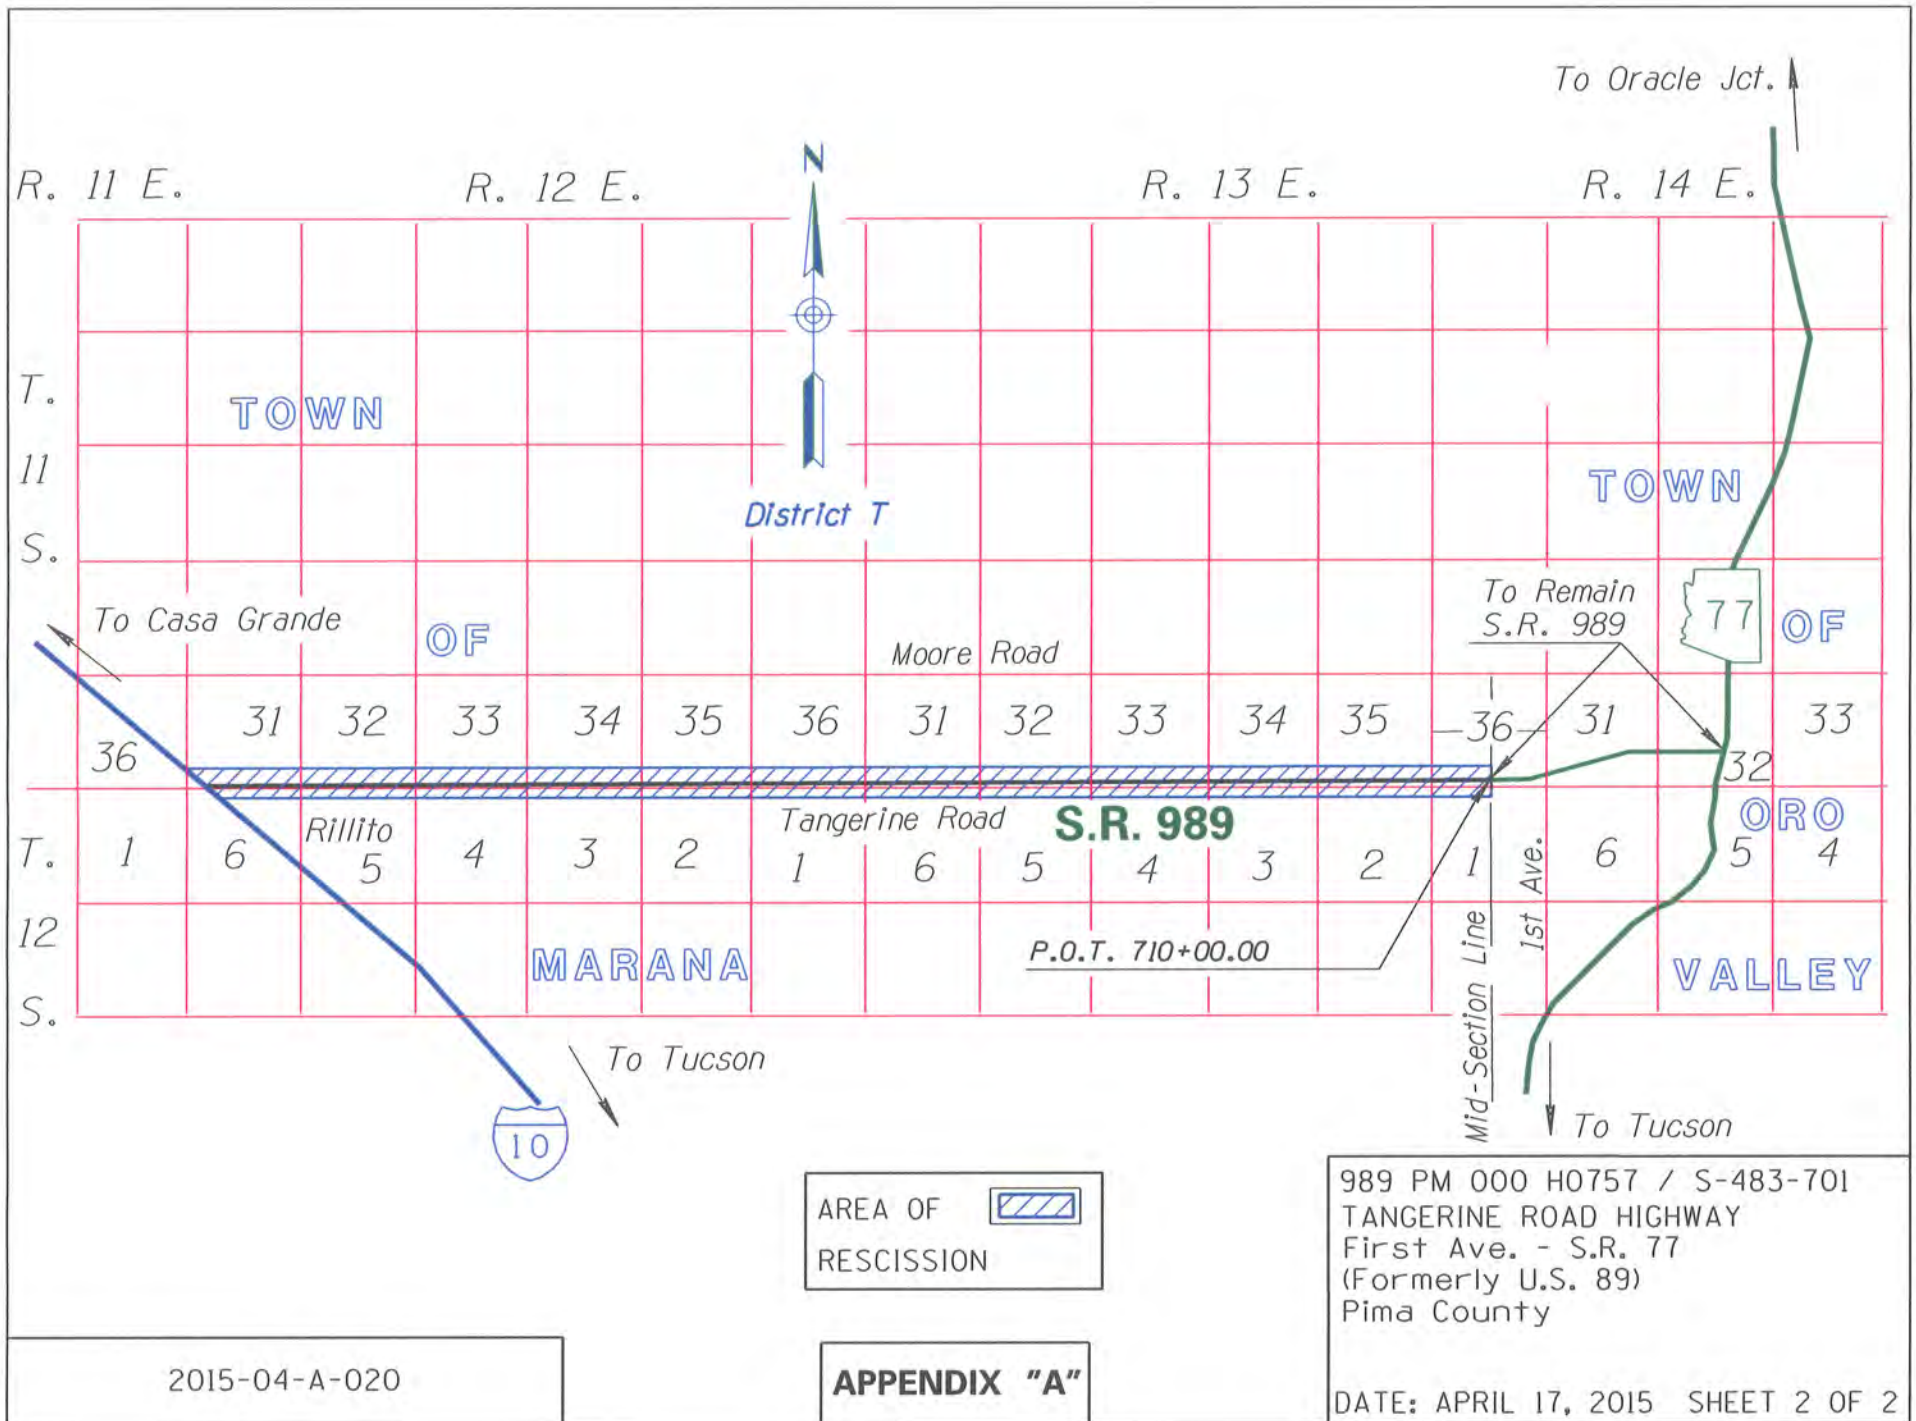 To Oracle Jct.
R. 11 E.
R. 12 E.
N
R. 13 E.
R. 14 E.
T.
11
S.
TOWN
District T
TOWN
To Casa Grande
OF
Moore Road
To Remain
S.R. 989
77
OF
36
31
32
33
34
35
36
31
32
33
34
35
36
31
32
33
Tangerine Road
S.R. 989
Rillito
ORO
T.
12
S.
1
6
5
4
3
2
1
6
5
4
3
2
1
6
5
4
1st Ave.
Mid-Section Line
P.O.T. 710+00.00
MARANA
VALLEY
To Tucson
10
To Tucson
AREA OF
RESCISSION
989 PM 000 H0757 / S-483-701
TANGERINE ROAD HIGHWAY
First Ave. - S.R. 77
(Formerly U.S. 89)
Pima County
DATE: APRIL 17, 2015 SHEET 2 OF 2
2015-04-A-020
APPENDIX "A"